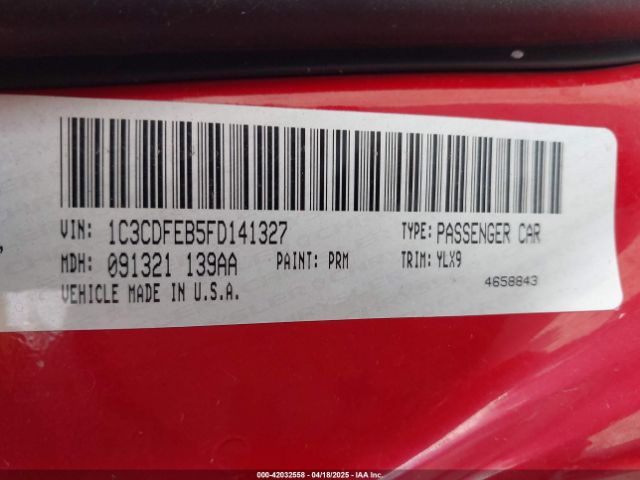 VIN: 1C3CDFEB5FD141327 TYPE: PASSENGER CAR
MDH: 091321 139AA PAINT: PRM TRIM: YLX9
VEHICLE MADE IN U.S.A. 4658843
000-42032558 - 04/18/2025 - IAA Inc.